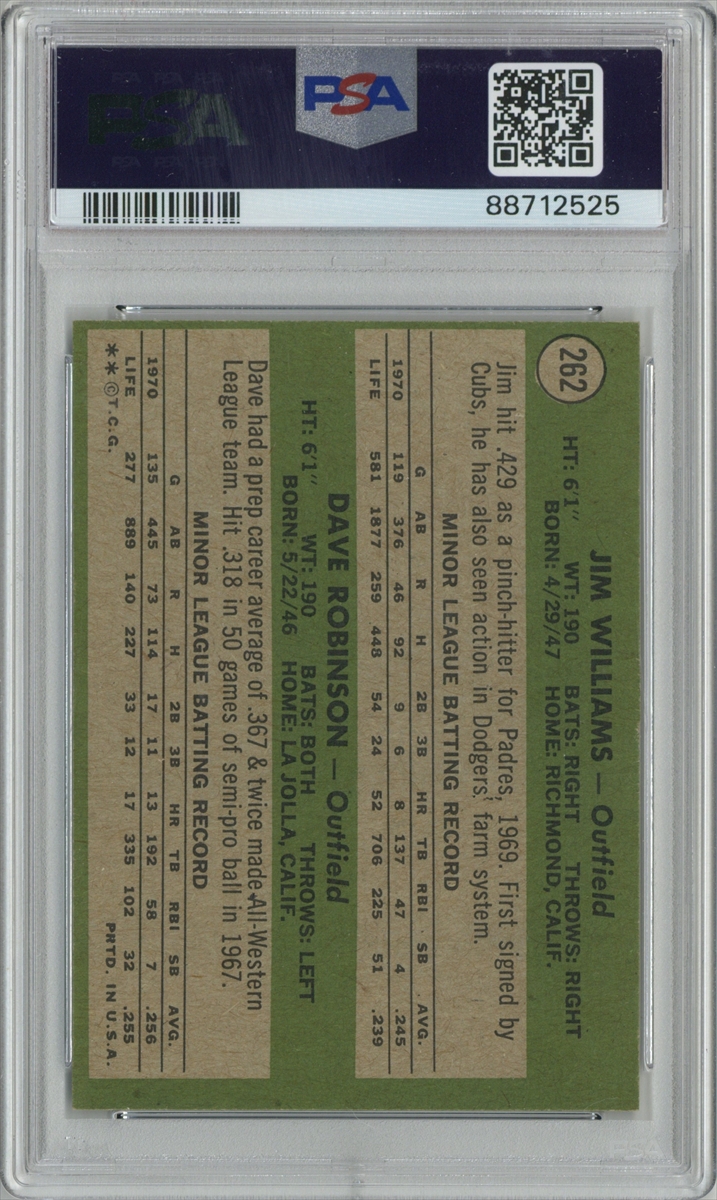 PSA
PSA
88712525
262
JIM WILLIAMS — Outfield
HT: 6'1" WT: 190 BATS: RIGHT THROWS: RIGHT
BORN: 4/29/47 HOME: RICHMOND, CALIF.
Jim hit .429 as a pinch-hitter for Padres, 1969. First signed by
Cubs, he has also seen action in Dodgers' farm system.
MINOR LEAGUE BATTING RECORD
G AB R H 2B 3B HR TB RBI SB AVG.
1970 119 376 46 92 9 6 8 137 47 4 .245
LIFE 581 1877 259 448 54 24 52 706 225 51 .239
DAVE ROBINSON — Outfield
HT: 6'1" WT: 190 BATS: BOTH THROWS: LEFT
BORN: 5/22/46 HOME: LA JOLLA, CALIF.
Dave had a prep career average of .367 & twice made All-Western
League team. Hit .318 in 50 games of semi-pro ball in 1967.
MINOR LEAGUE BATTING RECORD
G AB R H 2B 3B HR TB RBI SB AVG.
1970 135 445 73 114 17 11 13 192 58 7 .256
LIFE 277 889 140 227 33 12 17 335 102 32 .255
**©T.C.G. PRTD. IN U.S.A.